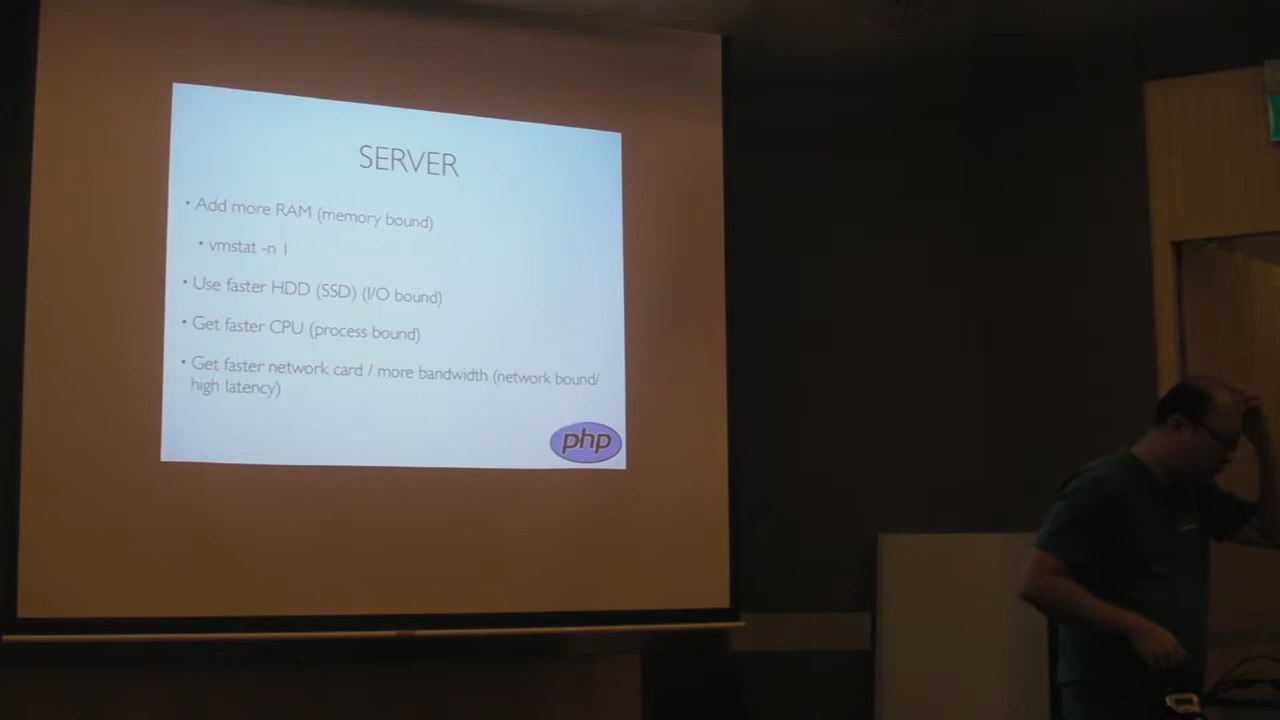 SERVER
• Add more RAM (memory bound)
• vmstat -n 1
• Use faster HDD (SSD) (I/O bound)
• Get faster CPU (process bound)
• Get faster network card / more bandwidth (network bound/
high latency)
php